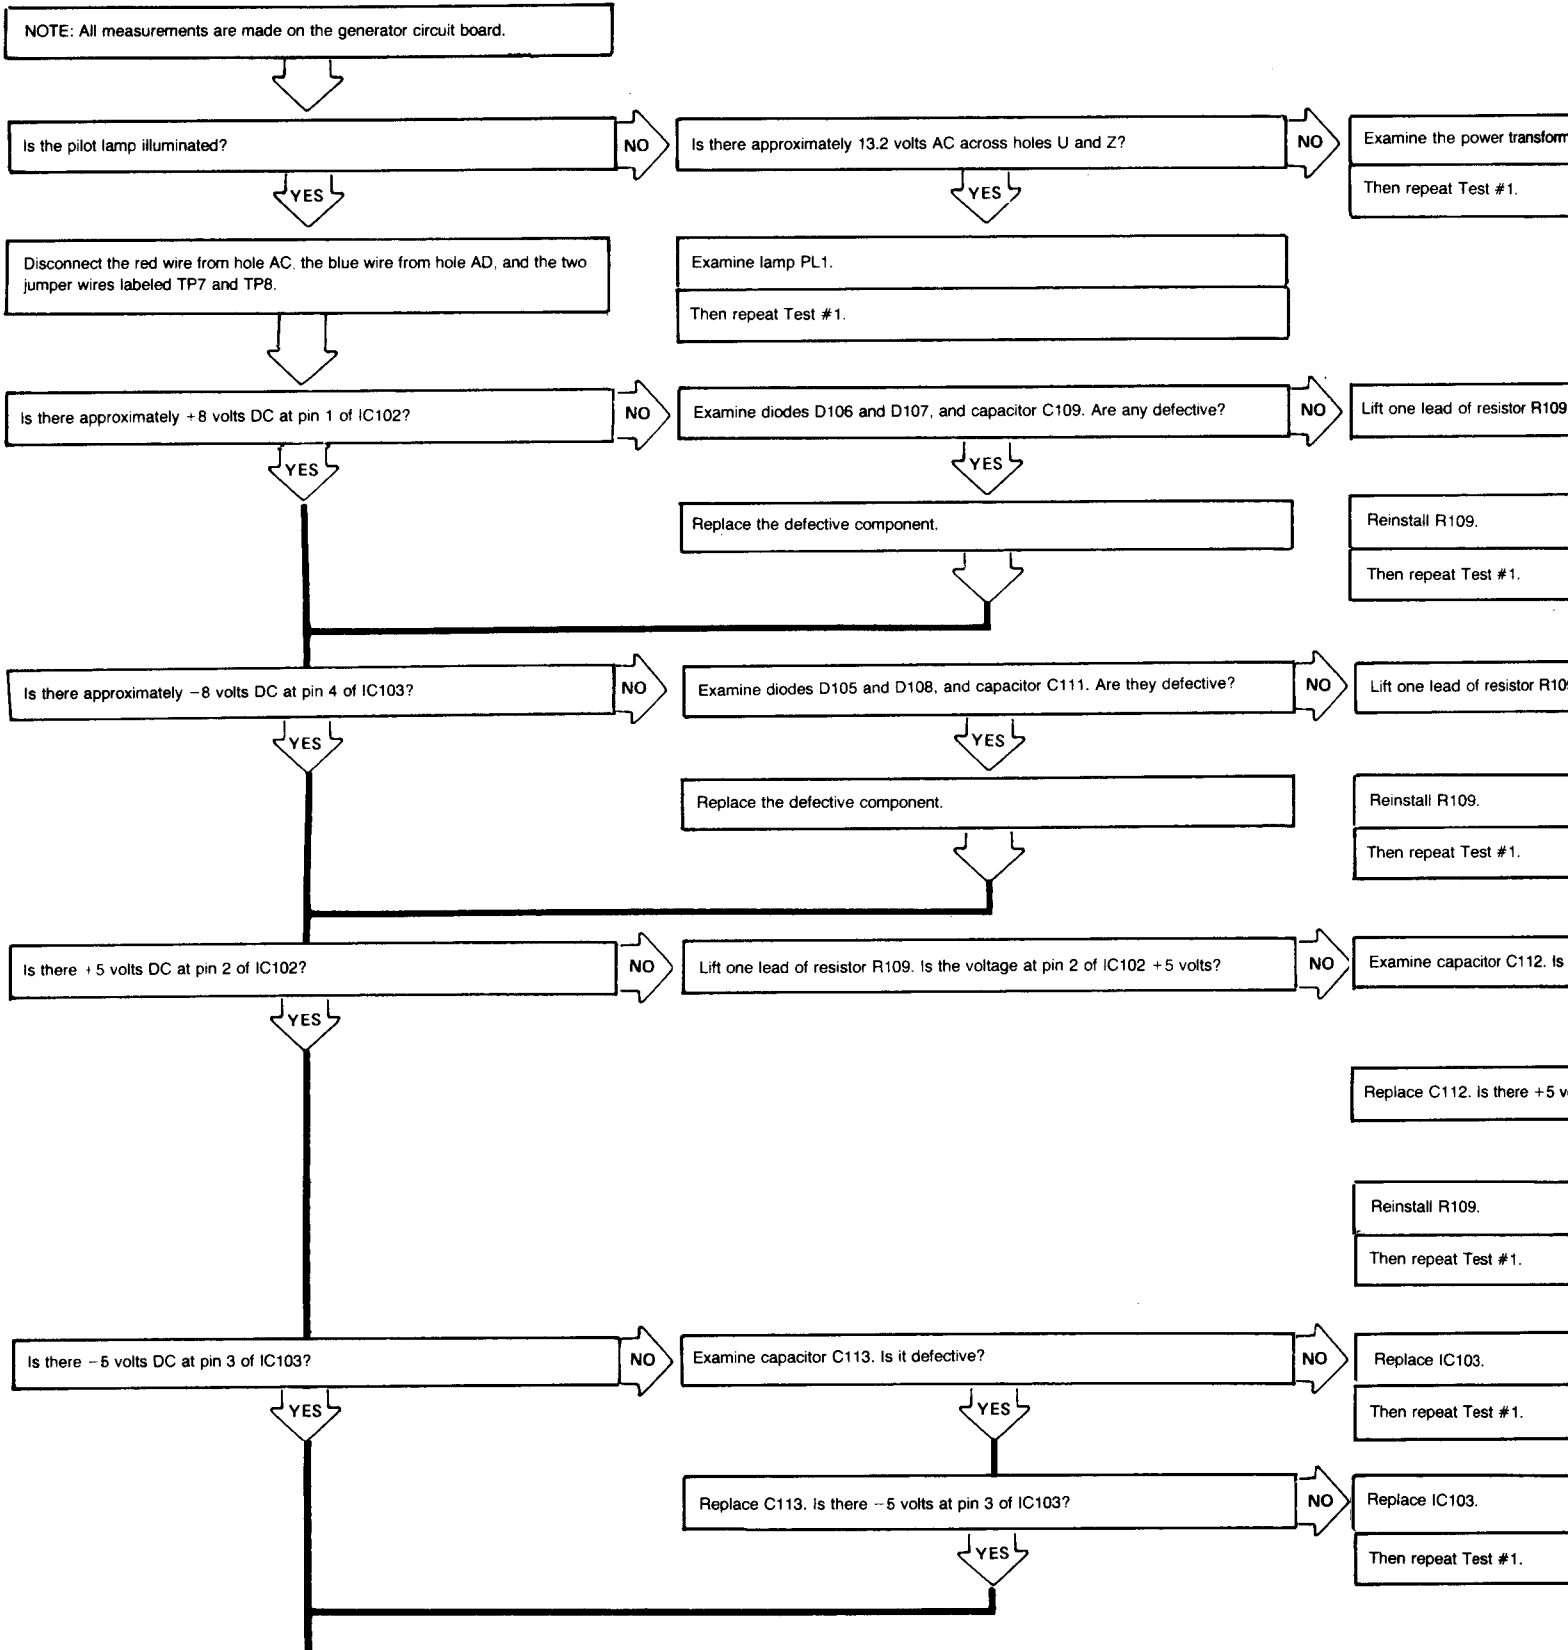 NOTE: All measurements are made on the generator circuit board.
Is the pilot lamp illuminated?
NO
Is there approximately 13.2 volts AC across holes U and Z?
NO
Examine the power transform
Then repeat Test #1.
YES
YES
Disconnect the red wire from hole AC, the blue wire from hole AD, and the two
jumper wires labeled TP7 and TP8.
Examine lamp PL1.
Then repeat Test #1.
Is there approximately +8 volts DC at pin 1 of IC102?
NO
Examine diodes D106 and D107, and capacitor C109. Are any defective?
NO
Lift one lead of resistor R109
YES
YES
Replace the defective component.
Reinstall R109.
Then repeat Test #1.
Is there approximately −8 volts DC at pin 4 of IC103?
NO
Examine diodes D105 and D108, and capacitor C111. Are they defective?
NO
Lift one lead of resistor R10
YES
YES
Replace the defective component.
Reinstall R109.
Then repeat Test #1.
Is there +5 volts DC at pin 2 of IC102?
NO
Lift one lead of resistor R109. Is the voltage at pin 2 of IC102 +5 volts?
NO
Examine capacitor C112. Is
YES
Replace C112. Is there +5 v
Reinstall R109.
Then repeat Test #1.
Is there −5 volts DC at pin 3 of IC103?
NO
Examine capacitor C113. Is it defective?
NO
Replace IC103.
Then repeat Test #1.
YES
YES
Replace C113. Is there −5 volts at pin 3 of IC103?
NO
Replace IC103.
Then repeat Test #1.
YES